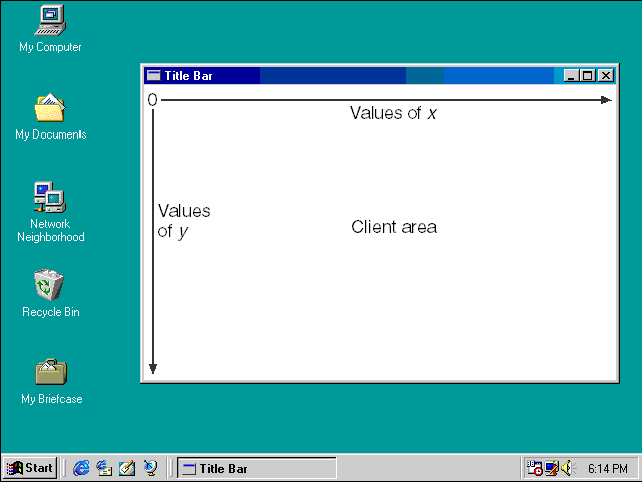 My Computer
My Documents
Network
Neighborhood
Recycle Bin
My Briefcase
Title Bar
0
Values of x
Values
of y
Client area
Start
Title Bar
6:14 PM